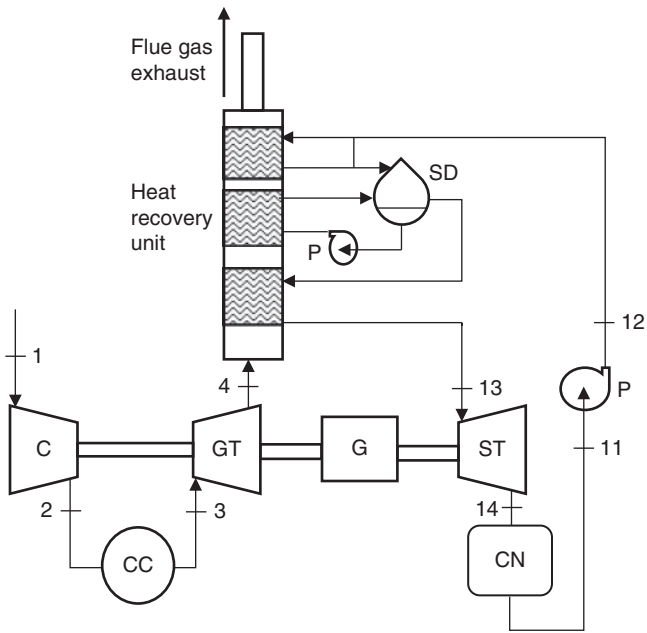 Flue gas
exhaust
SD
Heat
recovery
unit
P
12
1
4
13
P
C
GT
G
ST
11
2
3
14
CC
CN